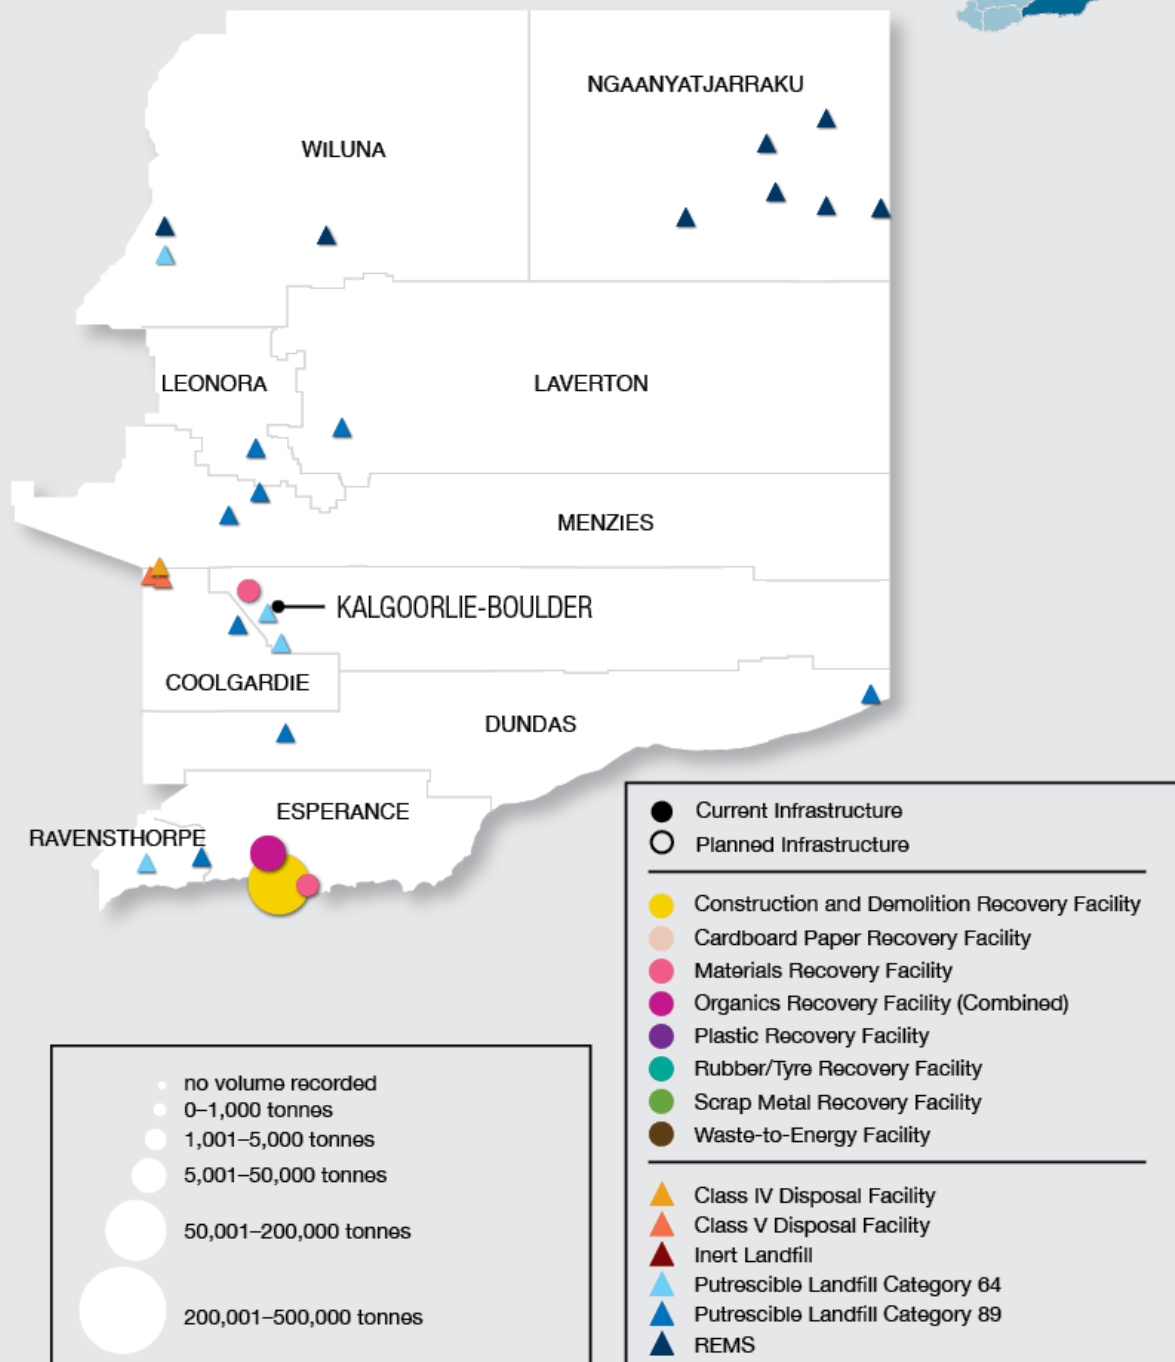 NGAANYATJARRAKU
WILUNA
LEONORA
LAVERTON
MENZIES
KALGOORLIE-BOULDER
COOLGARDIE
DUNDAS
ESPERANCE
RAVENSTHORPE
Current Infrastructure
Planned Infrastructure
Construction and Demolition Recovery Facility
Cardboard Paper Recovery Facility
Materials Recovery Facility
Organics Recovery Facility (Combined)
Plastic Recovery Facility
Rubber/Tyre Recovery Facility
Scrap Metal Recovery Facility
Waste-to-Energy Facility
Class IV Disposal Facility
Class V Disposal Facility
Inert Landfill
Putrescible Landfill Category 64
Putrescible Landfill Category 89
REMS
no volume recorded
0–1,000 tonnes
1,001–5,000 tonnes
5,001–50,000 tonnes
50,001–200,000 tonnes
200,001–500,000 tonnes